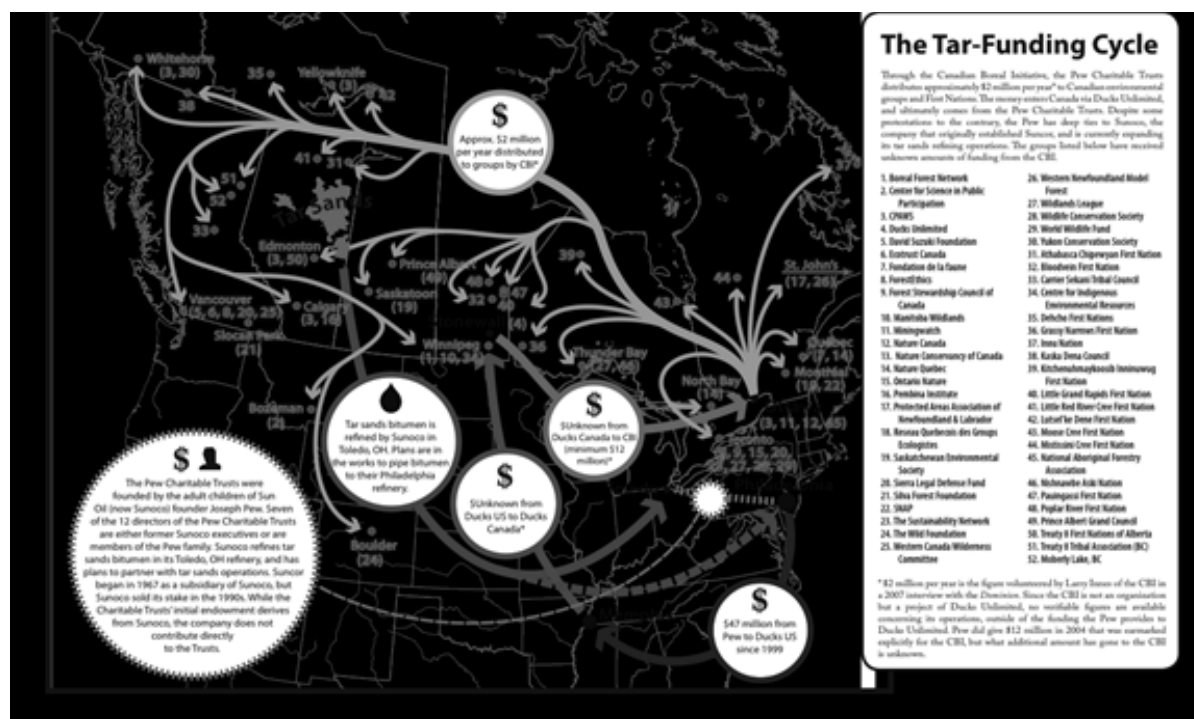 The Tar-Funding Cycle
Through the Canadian Boreal Initiative, the Pew Charitable Trusts
distributes approximately $2 million per year* to Canadian environmental
groups and First Nations. The money enters Canada via Ducks Unlimited,
and ultimately comes from the Pew Charitable Trusts. Despite some
protestations to the contrary, the Pew has deep ties to Sunoco, the
company that originally established Suncor, and is currently expanding
its tar sands refining operations. The groups listed below have received
unknown amounts of funding from the CBI.
1. Boreal Forest Network
2. Center for Science in Public
Participation
3. CPAWS
4. Ducks Unlimited
5. David Suzuki Foundation
6. Ecotrust Canada
7. Fondation de la faune
8. ForestEthics
9. Forest Stewardship Council of
Canada
10. Manitoba Wildlands
11. Miningwatch
12. Nature Canada
13. Nature Conservancy of Canada
14. Nature Quebec
15. Ontario Nature
16. Pembina Institute
17. Protected Areas Association of
Newfoundland & Labrador
18. Reseau Quebecois des Groups
Ecologistes
19. Saskatchewan Environmental
Society
20. Sierra Legal Defense Fund
21. Silva Forest Foundation
22. SNAP
23. The Sustainability Network
24. The Wild Foundation
25. Western Canada Wilderness
Committee
26. Western Newfoundland Model
Forest
27. Wildlands League
28. Wildlife Conservation Society
29. World Wildlife Fund
30. Yukon Conservation Society
31. Athabasca Chipewyan First Nation
32. Bloodvein First Nation
33. Carrier Sekani Tribal Council
34. Centre for Indigenous
Environmental Resources
35. Dehcho First Nations
36. Grassy Narrows First Nation
37. Innu Nation
38. Kaska Dena Council
39. Kitchenuhmaykoosib Inninuwug
First Nation
40. Little Grand Rapids First Nation
41. Little Red River Cree First Nation
42. Lutsel'ke Dene First Nation
43. Moose Cree First Nation
44. Mistissini Cree First Nation
45. National Aboriginal Forestry
Association
46. Nishnawbe Aski Nation
47. Pauingassi First Nation
48. Poplar River First Nation
49. Prince Albert Grand Council
50. Treaty 8 First Nations of Alberta
51. Treaty 8 Tribal Association (BC)
52. Moberly Lake, BC
* $2 million per year is the figure volunteered by Larry Innes of the CBI in
a 2007 interview with the Dominion. Since the CBI is not an organization
but a project of Ducks Unlimited, no verifiable figures are available
concerning its operations, outside of the funding the Pew provides to
Ducks Unlimited. Pew did give $12 million in 2004 that was earmarked
explicitly for the CBI, but what additional amount has gone to the CBI
is unknown.
Whitehorse
(3, 30)
38
35
Yellowknife
(3)
42
$
Approx. $2 million
per year distributed
to groups by CBI*
37
41
31
51
52
33
Tar Sands
Edmonton
(3, 50)
Prince Albert
(49)
Saskatoon
(19)
48
47
32
40
39
44
43
St. John's
(17, 26)
Vancouver
(5, 6, 8, 20, 25)
Slocan Park
(21)
Calgary
(3, 16)
Stonewall (4)
Winnipeg
(1, 10, 34)
36
Thunder Bay
(27, 46)
Quebec
(7, 14)
Montreal
(18, 22)
North Bay
(14)
(3, 11, 12, 45)
Toronto
Bozeman
(2)
Tar sands bitumen is
refined by Sunoco in
Toledo, OH. Plans are in
the works to pipe bitumen
to their Philadelphia
refinery.
$
$Unknown from
Ducks Canada to CBI
(minimum $12
million)*
$
$Unknown from
Ducks US to Ducks
Canada*
Boulder
(24)
$
$47 million from
Pew to Ducks US
since 1999
$
The Pew Charitable Trusts were
founded by the adult children of Sun
Oil (now Sunoco) founder Joseph Pew. Seven
of the 12 directors of the Pew Charitable Trusts
are either former Sunoco executives or are
members of the Pew family. Sunoco refines tar
sands bitumen in its Toledo, OH refinery, and has
plans to partner with tar sands operations. Suncor
began in 1967 as a subsidiary of Sunoco, but
Sunoco sold its stake in the 1990s. While the
Charitable Trusts' initial endowment derives
from Sunoco, the company does not
contribute directly
to the Trusts.